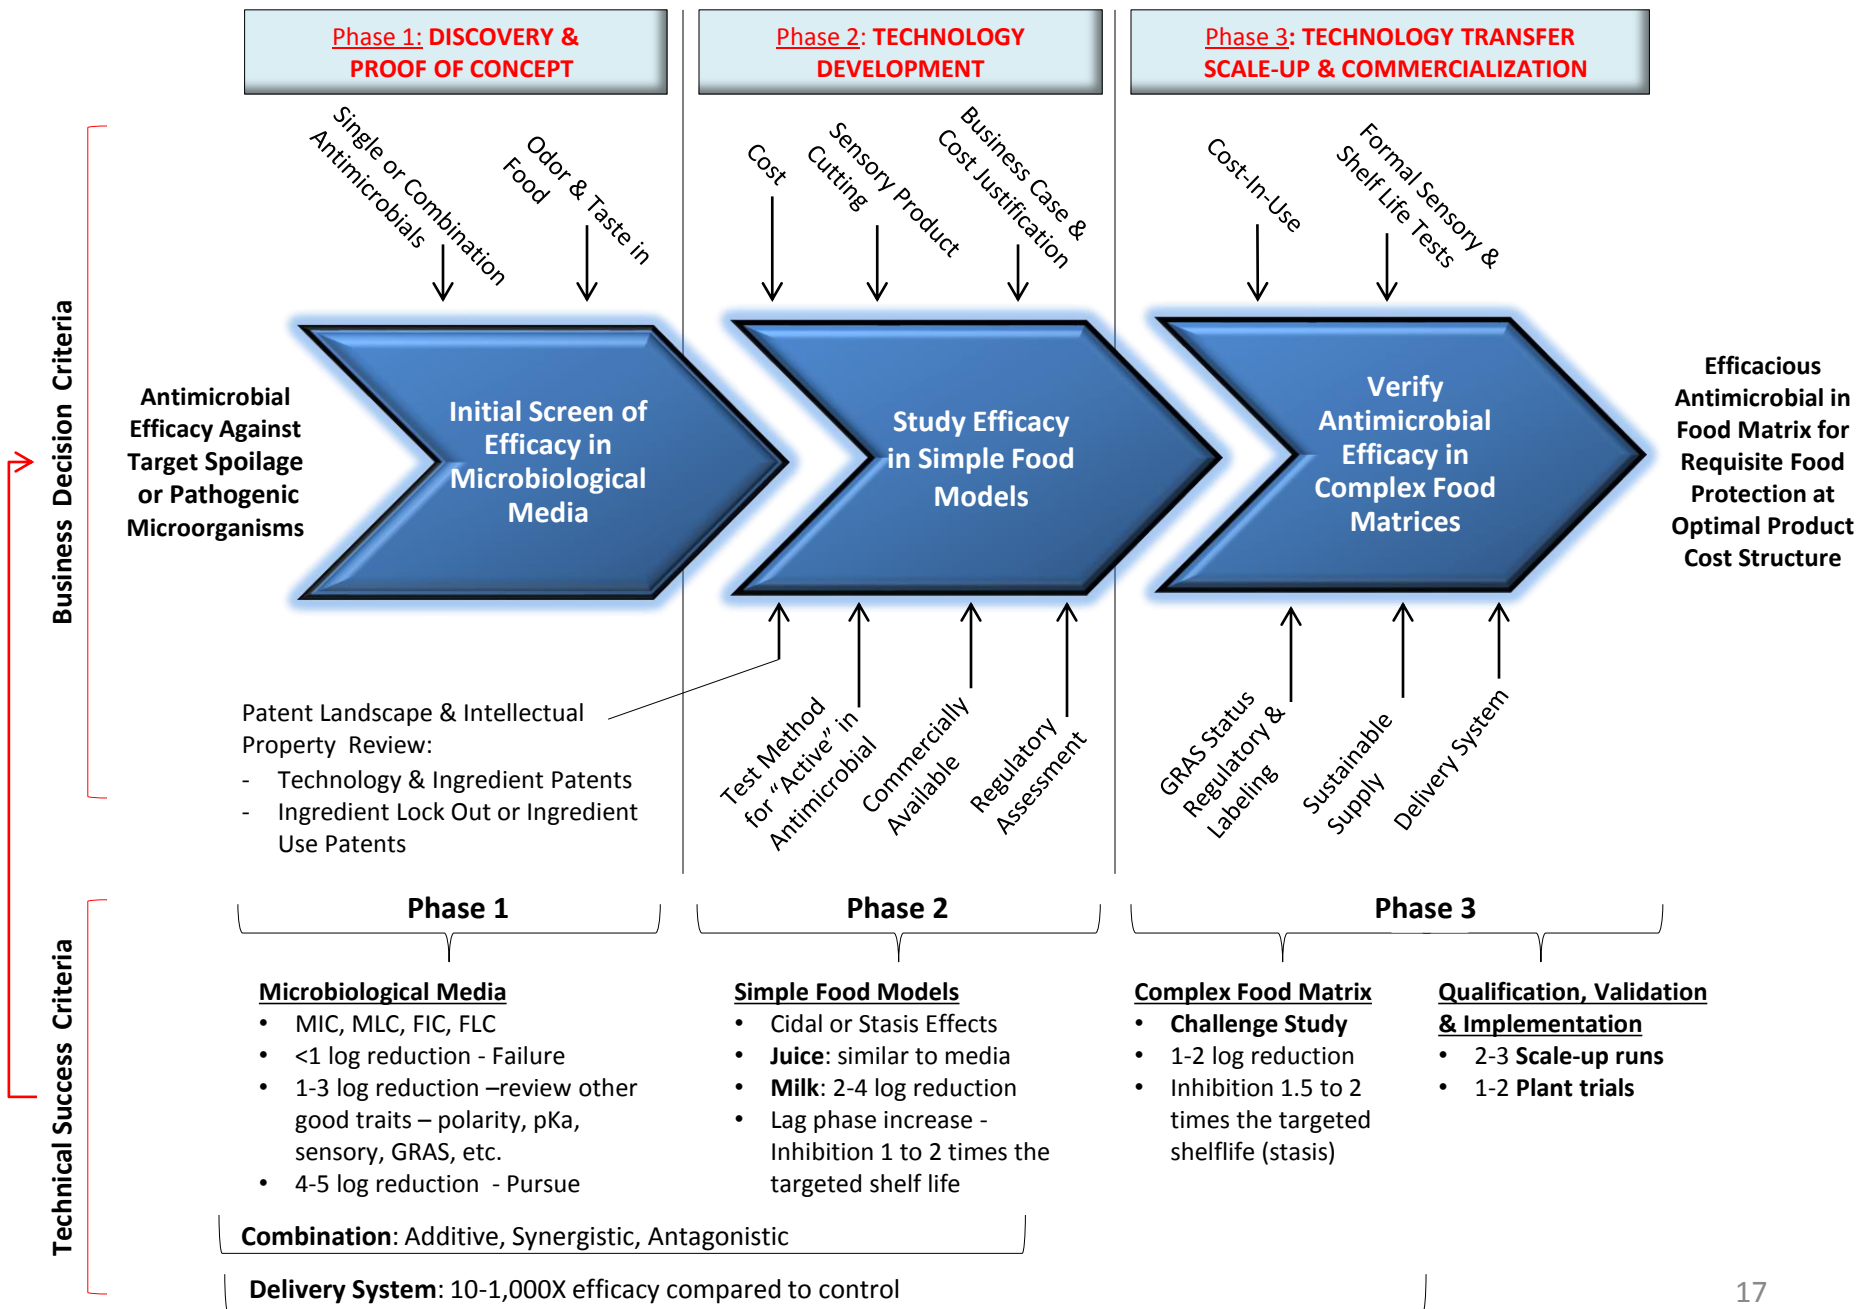 Phase 1: DISCOVERY &
PROOF OF CONCEPT
Phase 2: TECHNOLOGY
DEVELOPMENT
Phase 3: TECHNOLOGY TRANSFER
SCALE-UP & COMMERCIALIZATION
Business Decision Criteria
Single or Combination
Antimicrobials
Odor & Taste in
Food
Cost
Sensory Product
Cutting
Business Case &
Cost Justification
Cost-In-Use
Formal Sensory &
Shelf Life Tests
Antimicrobial
Efficacy Against
Target Spoilage
or Pathogenic
Microorganisms
Initial Screen of
Efficacy in
Microbiological
Media
Study Efficacy
in Simple Food
Models
Verify
Antimicrobial
Efficacy in
Complex Food
Matrices
Efficacious
Antimicrobial in
Food Matrix for
Requisite Food
Protection at
Optimal Product
Cost Structure
Patent Landscape & Intellectual
Property Review:
- Technology & Ingredient Patents
- Ingredient Lock Out or Ingredient
Use Patents
Test Method
for “Active” in
Antimicrobial
Commercially
Available
Regulatory
Assessment
GRAS Status
Regulatory &
Labeling
Sustainable
Supply
Delivery System
Technical Success Criteria
Phase 1
Phase 2
Phase 3
Microbiological Media
• MIC, MLC, FIC, FLC
• <1 log reduction - Failure
• 1-3 log reduction –review other
good traits – polarity, pKa,
sensory, GRAS, etc.
• 4-5 log reduction - Pursue
Simple Food Models
• Cidal or Stasis Effects
• Juice: similar to media
• Milk: 2-4 log reduction
• Lag phase increase -
Inhibition 1 to 2 times the
targeted shelf life
Complex Food Matrix
• Challenge Study
• 1-2 log reduction
• Inhibition 1.5 to 2
times the targeted
shelflife (stasis)
Qualification, Validation
& Implementation
• 2-3 Scale-up runs
• 1-2 Plant trials
Combination: Additive, Synergistic, Antagonistic
Delivery System: 10-1,000X efficacy compared to control
17